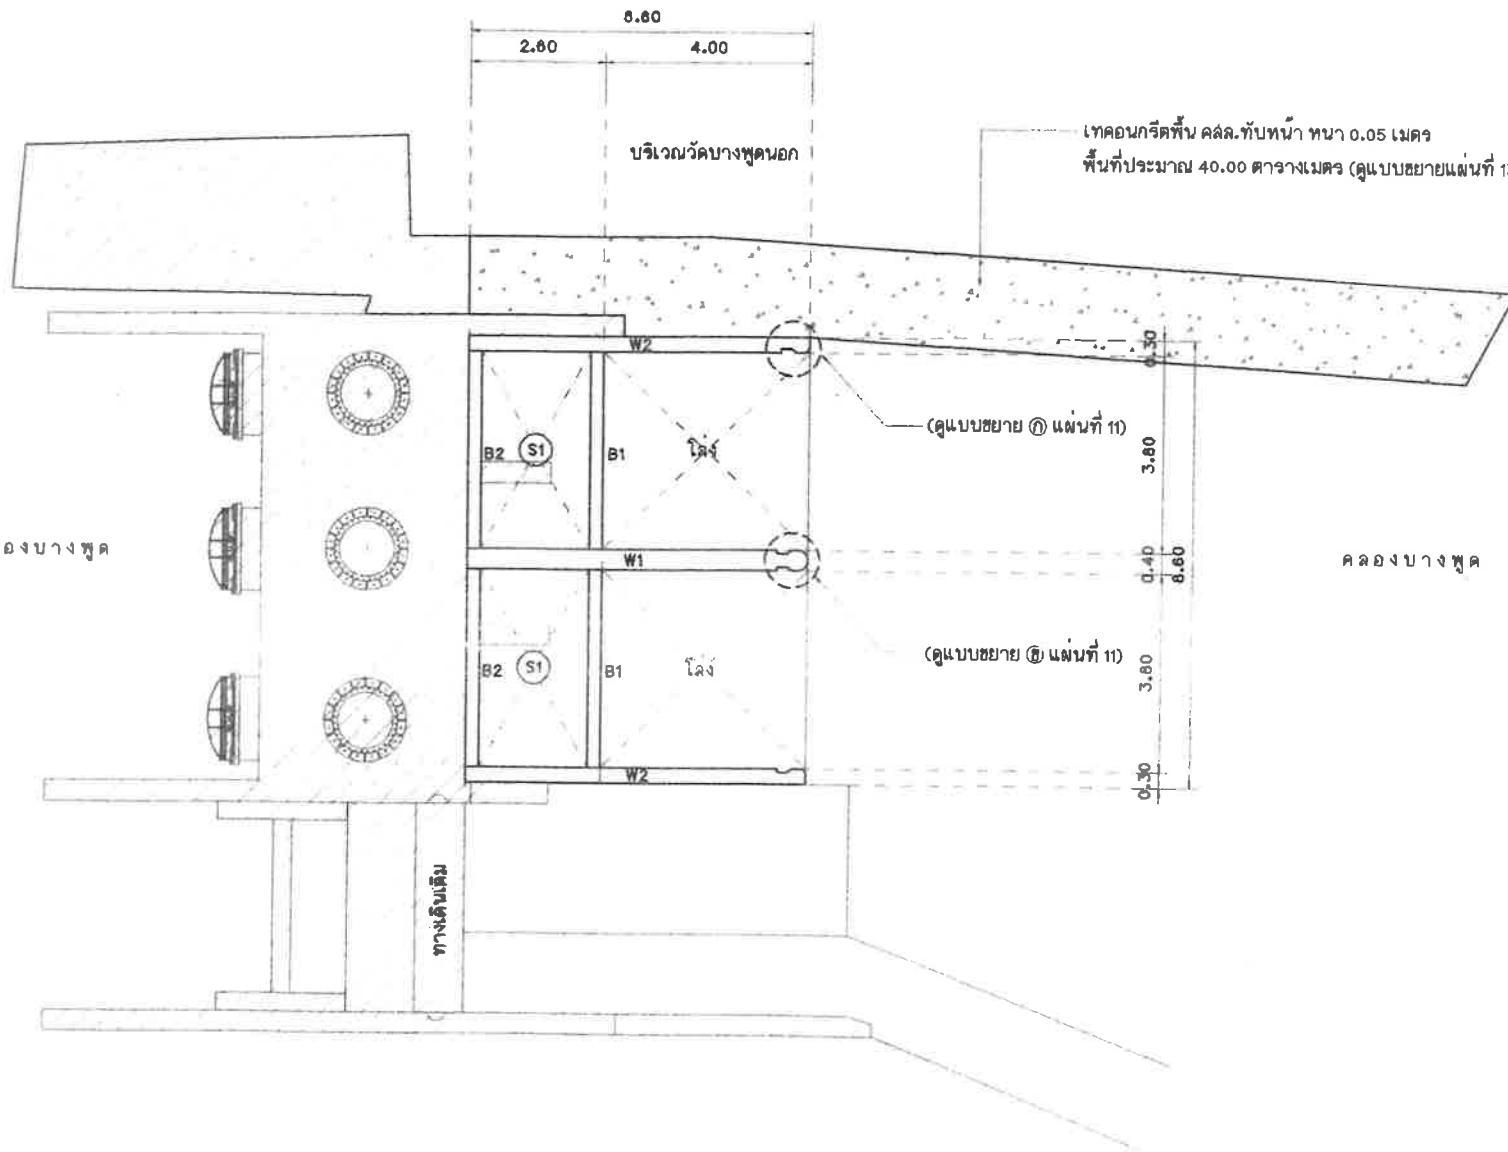 6.60
2.60
4.00
บริเวณวัดบางพูดนอก
เทคอนกรีตพื้น คสล.ทับหน้า หนา 0.05 เมตร
พื้นที่ประมาณ 40.00 ตารางเมตร (ดูแบบขยายแผ่นที่
W2
0.30
(ดูแบบขยาย ก แผ่นที่ 11)
B2
S1
B1
โล่ง
3.80
องบางพูด
W1
0.40
8.60
คลองบางพูด
(ดูแบบขยาย ข แผ่นที่ 11)
B2
S1
B1
โล่ง
3.80
W2
0.30
ทางเดินเดิม